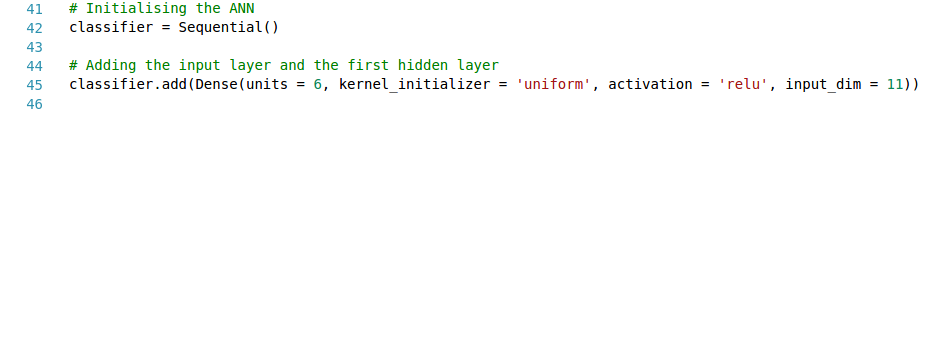 41 # Initialising the ANN
42 classifier = Sequential()
43
44 # Adding the input layer and the first hidden layer
45 classifier.add(Dense(units = 6, kernel_initializer = 'uniform', activation = 'relu', input_dim = 11))
46